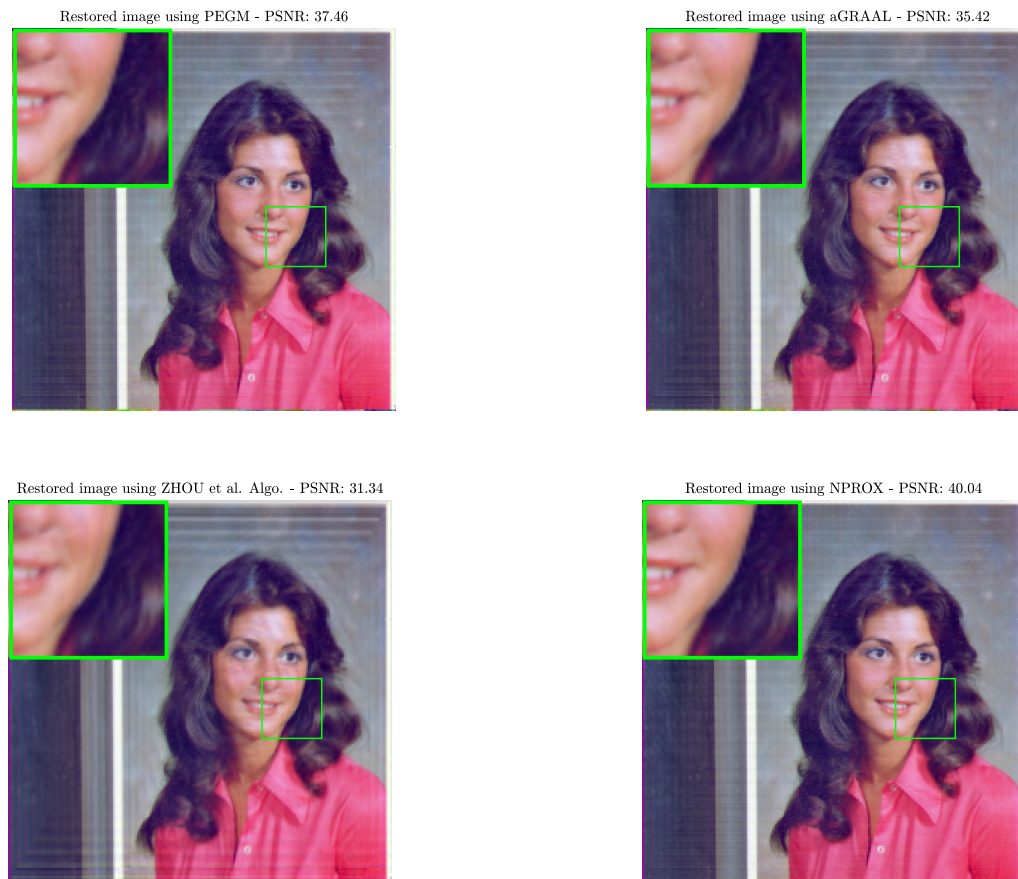 Restored image using PEGM - PSNR: 37.46
Restored image using aGRAAL - PSNR: 35.42
Restored image using ZHOU et al. Algo. - PSNR: 31.34
Restored image using NPROX - PSNR: 40.04